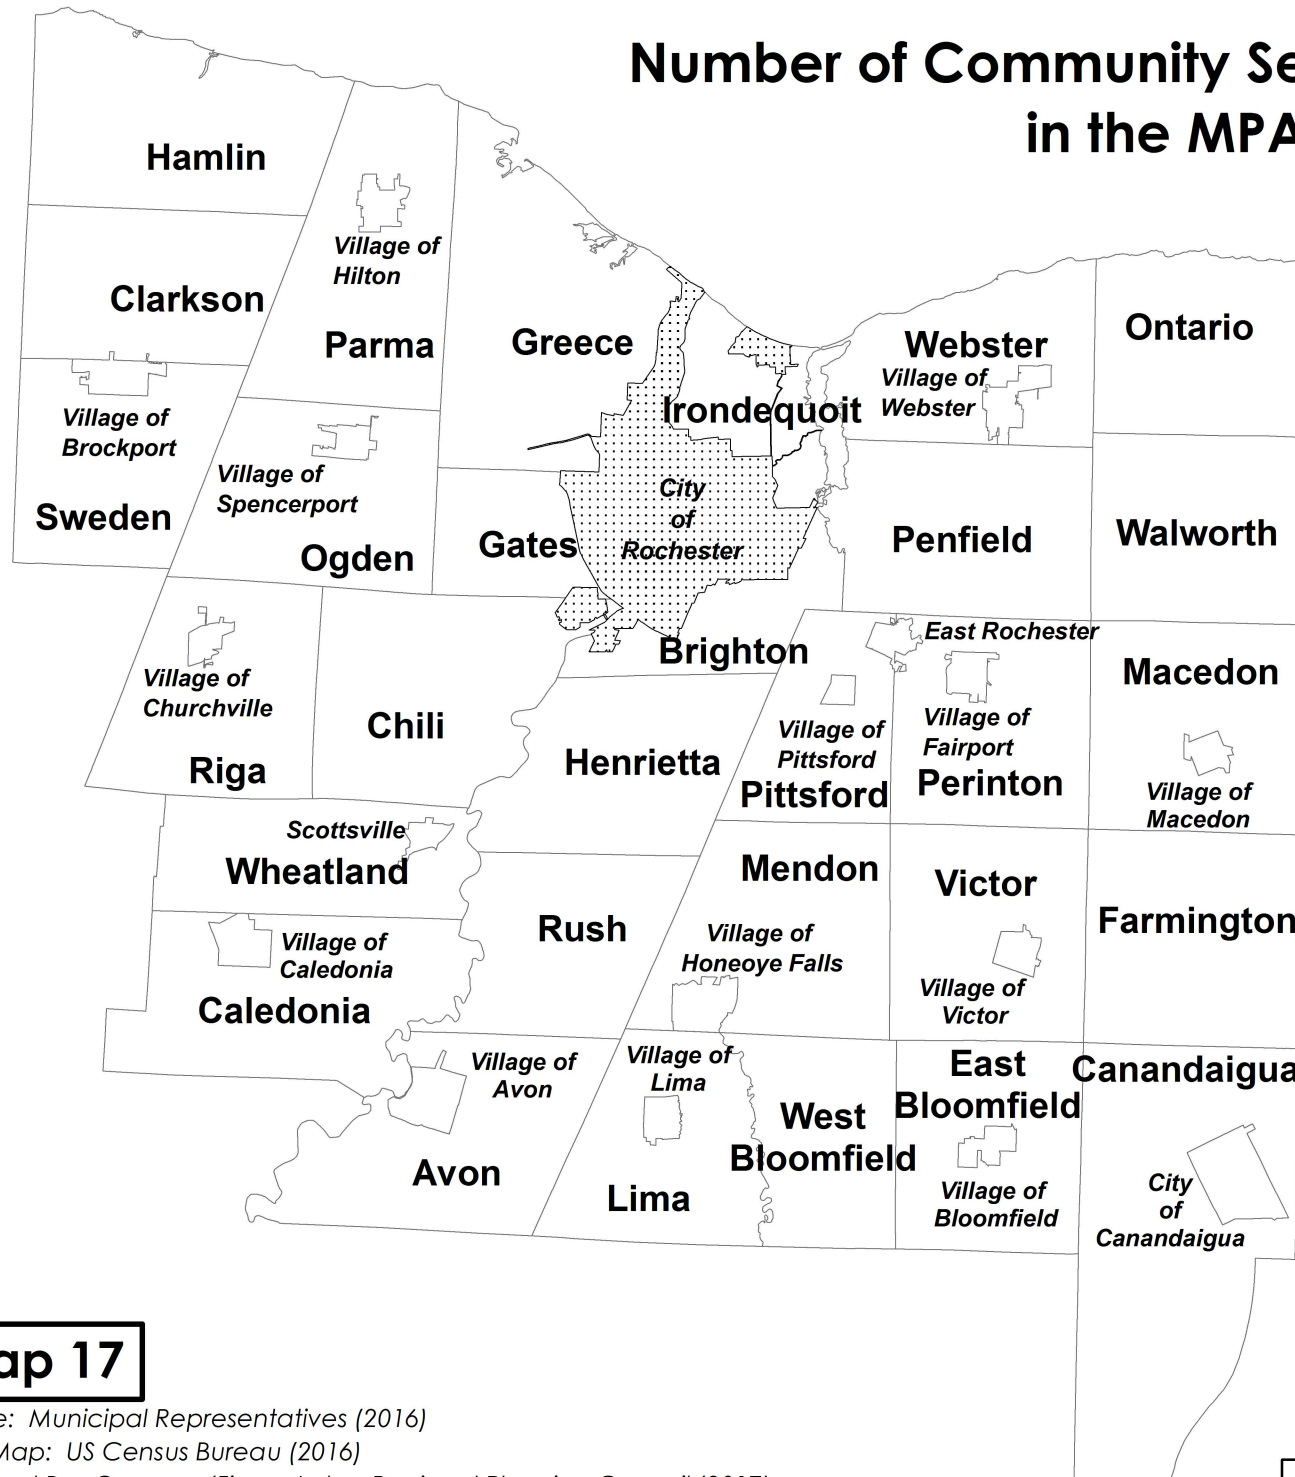 Number of Community Se
in the MPA
Hamlin
Village of
Hilton
Clarkson
Parma
Greece
Webster
Ontario
Village of
Webster
Irondequoit
Village of
Brockport
Village of
Spencerport
Sweden
City
of
Rochester
Gates
Ogden
Penfield
Walworth
East Rochester
Brighton
Macedon
Village of
Churchville
Chili
Village of
Fairport
Village of
Pittsford
Henrietta
Riga
Pittsford
Perinton
Village of
Macedon
Scottsville
Wheatland
Mendon
Victor
Farmington
Rush
Village of
Honeoye Falls
Village of
Caledonia
Caledonia
Village of
Victor
Village of
Avon
Village of
Lima
East
Bloomfield
Canandaigua
West
Bloomfield
Avon
Lima
Village of
Bloomfield
City
of
Canandaigua
ap 17
e: Municipal Representatives (2016)
Map: US Census Bureau (2016)